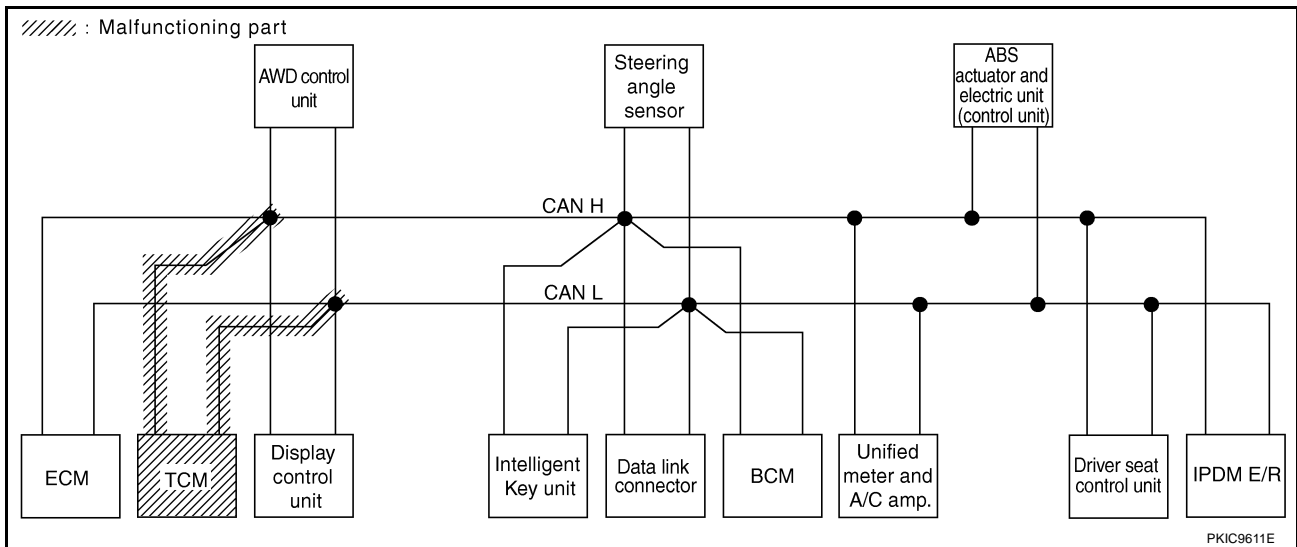 : Malfunctioning part
AWD control
unit
Steering
angle
sensor
ABS
actuator and
electric unit
(control unit)
CAN H
CAN L
ECM
TCM
Display
control
unit
Intelligent
Key unit
Data link
connector
BCM
Unified
meter and
A/C amp.
Driver seat
control unit
IPDM E/R
PKIC9611E